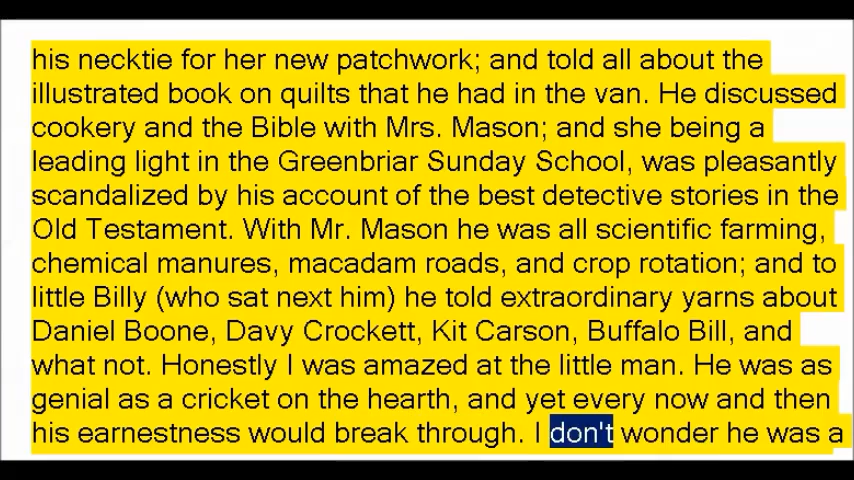 his necktie for her new patchwork; and told all about the
illustrated book on quilts that he had in the van. He discussed
cookery and the Bible with Mrs. Mason; and she being a
leading light in the Greenbriar Sunday School, was pleasantly
scandalized by his account of the best detective stories in the
Old Testament. With Mr. Mason he was all scientific farming,
chemical manures, macadam roads, and crop rotation; and to
little Billy (who sat next him) he told extraordinary yarns about
Daniel Boone, Davy Crockett, Kit Carson, Buffalo Bill, and
what not. Honestly I was amazed at the little man. He was as
genial as a cricket on the hearth, and yet every now and then
his earnestness would break through. I don't wonder he was a